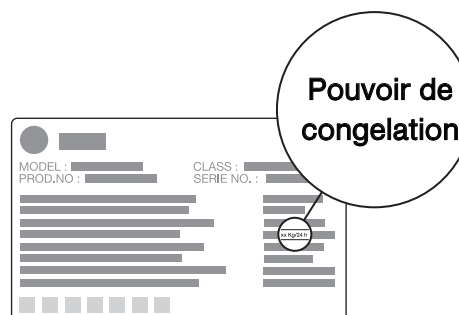 Pouvoir de
congelation
MODEL :
CLASS :
PROD.NO :
SERIE NO. :
xx Kg/24 h